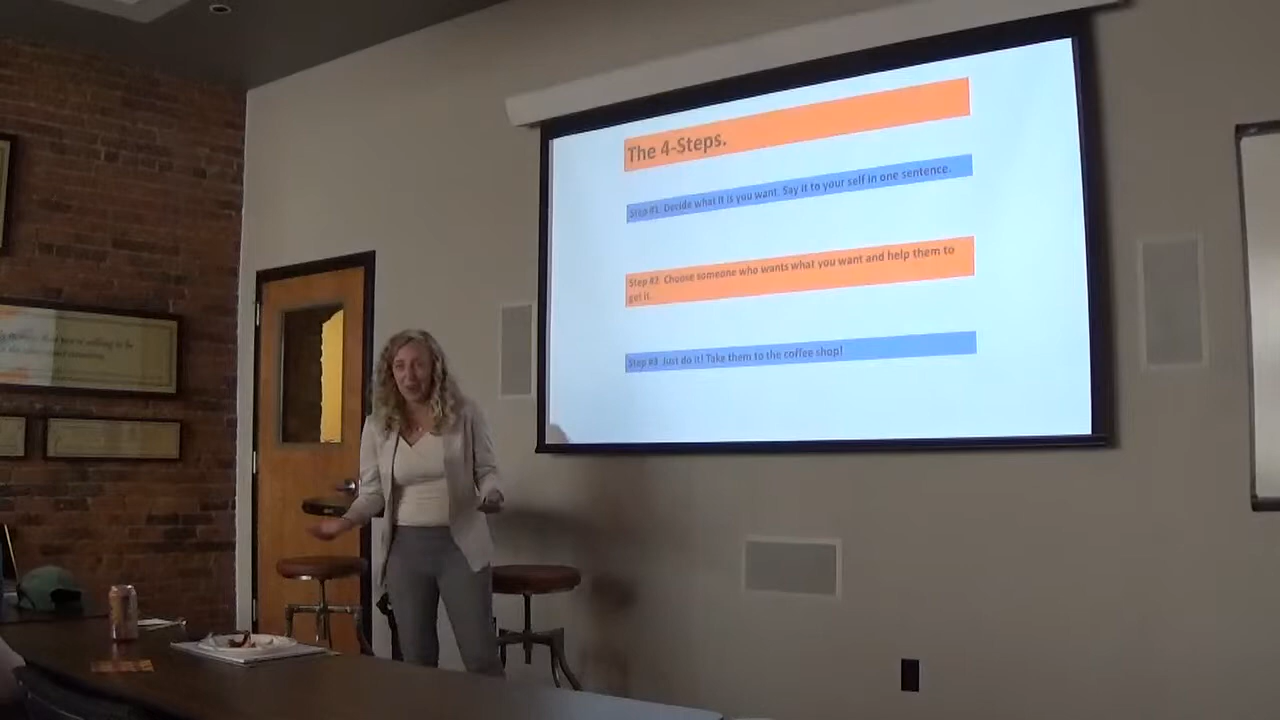 The 4-Steps.
Step #1 Decide what it is you want. Say it to your self in one sentence.
Step #2 Choose someone who wants what you want and help them to
get it.
Step #3 Just do it! Take them to the coffee shop!